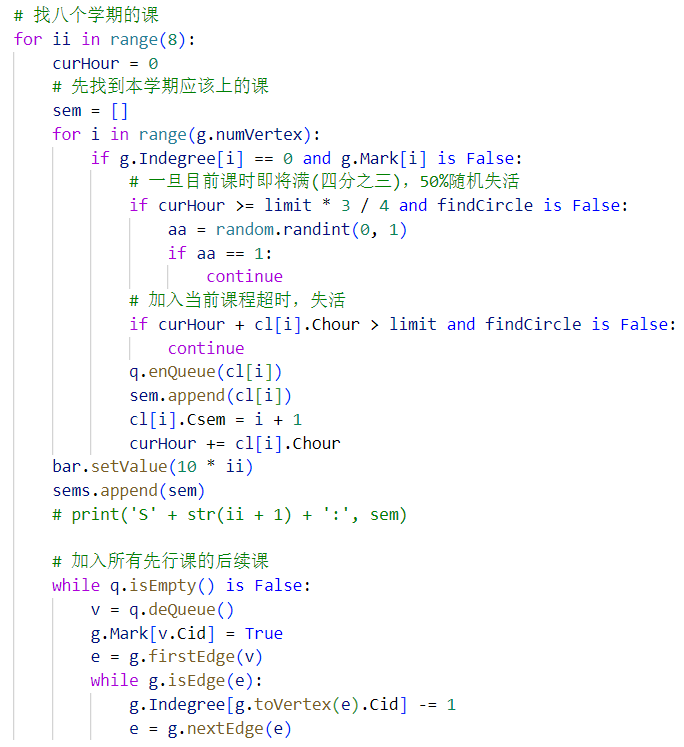 # 找八个学期的课
for ii in range(8):
    curHour = 0
    # 先找到本学期应该上的课
    sem = []
    for i in range(g.numVertex):
        if g.Indegree[i] == 0 and g.Mark[i] is False:
            # 一旦目前课时即将满(四分之三)，50%随机失活
            if curHour >= limit * 3 / 4 and findCircle is False:
                aa = random.randint(0, 1)
                if aa == 1:
                    continue
            # 加入当前课程超时，失活
            if curHour + cl[i].Chour > limit and findCircle is False:
                continue
            q.enQueue(cl[i])
            sem.append(cl[i])
            cl[i].Csem = i + 1
            curHour += cl[i].Chour
    bar.setValue(10 * ii)
    sems.append(sem)
    # print('S' + str(ii + 1) + ':', sem)

    # 加入所有先行课的后续课
    while q.isEmpty() is False:
        v = q.deQueue()
        g.Mark[v.Cid] = True
        e = g.firstEdge(v)
        while g.isEdge(e):
            g.Indegree[g.toVertex(e).Cid] -= 1
            e = g.nextEdge(e)